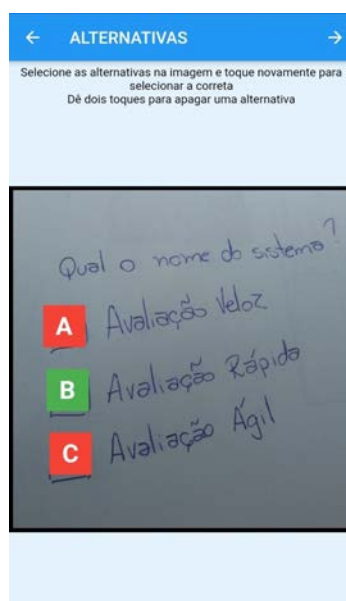 ← ALTERNATIVAS →
Selecione as alternativas na imagem e toque novamente para
selecionar a correta
Dê dois toques para apagar uma alternativa
Qual o nome do sistema?
A Avaliação Veloz
B Avaliação Rápida
C Avaliação Ágil